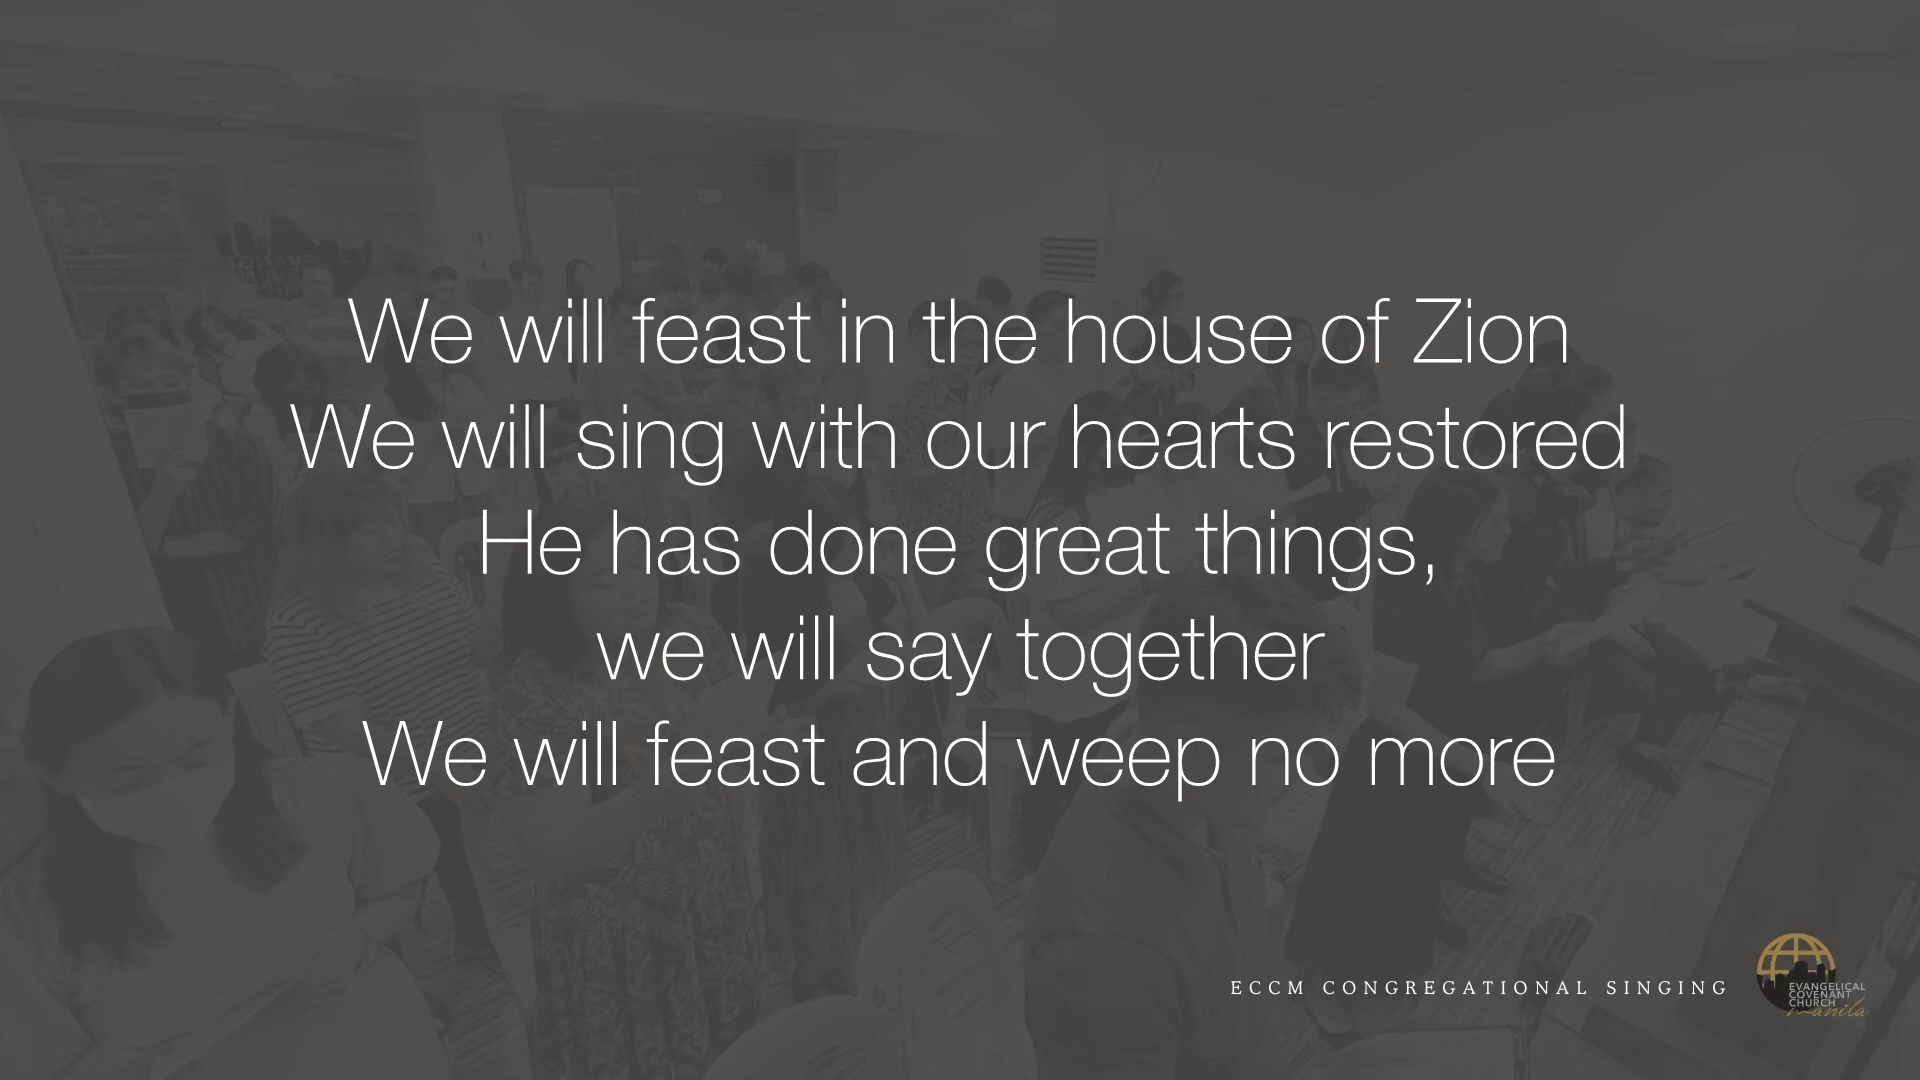 We will feast in the house of Zion
We will sing with our hearts restored
He has done great things,
we will say together
We will feast and weep no more
ECCM CONGREGATIONAL SINGING
EVANGELICAL
COVENANT
CHURCH
Manila